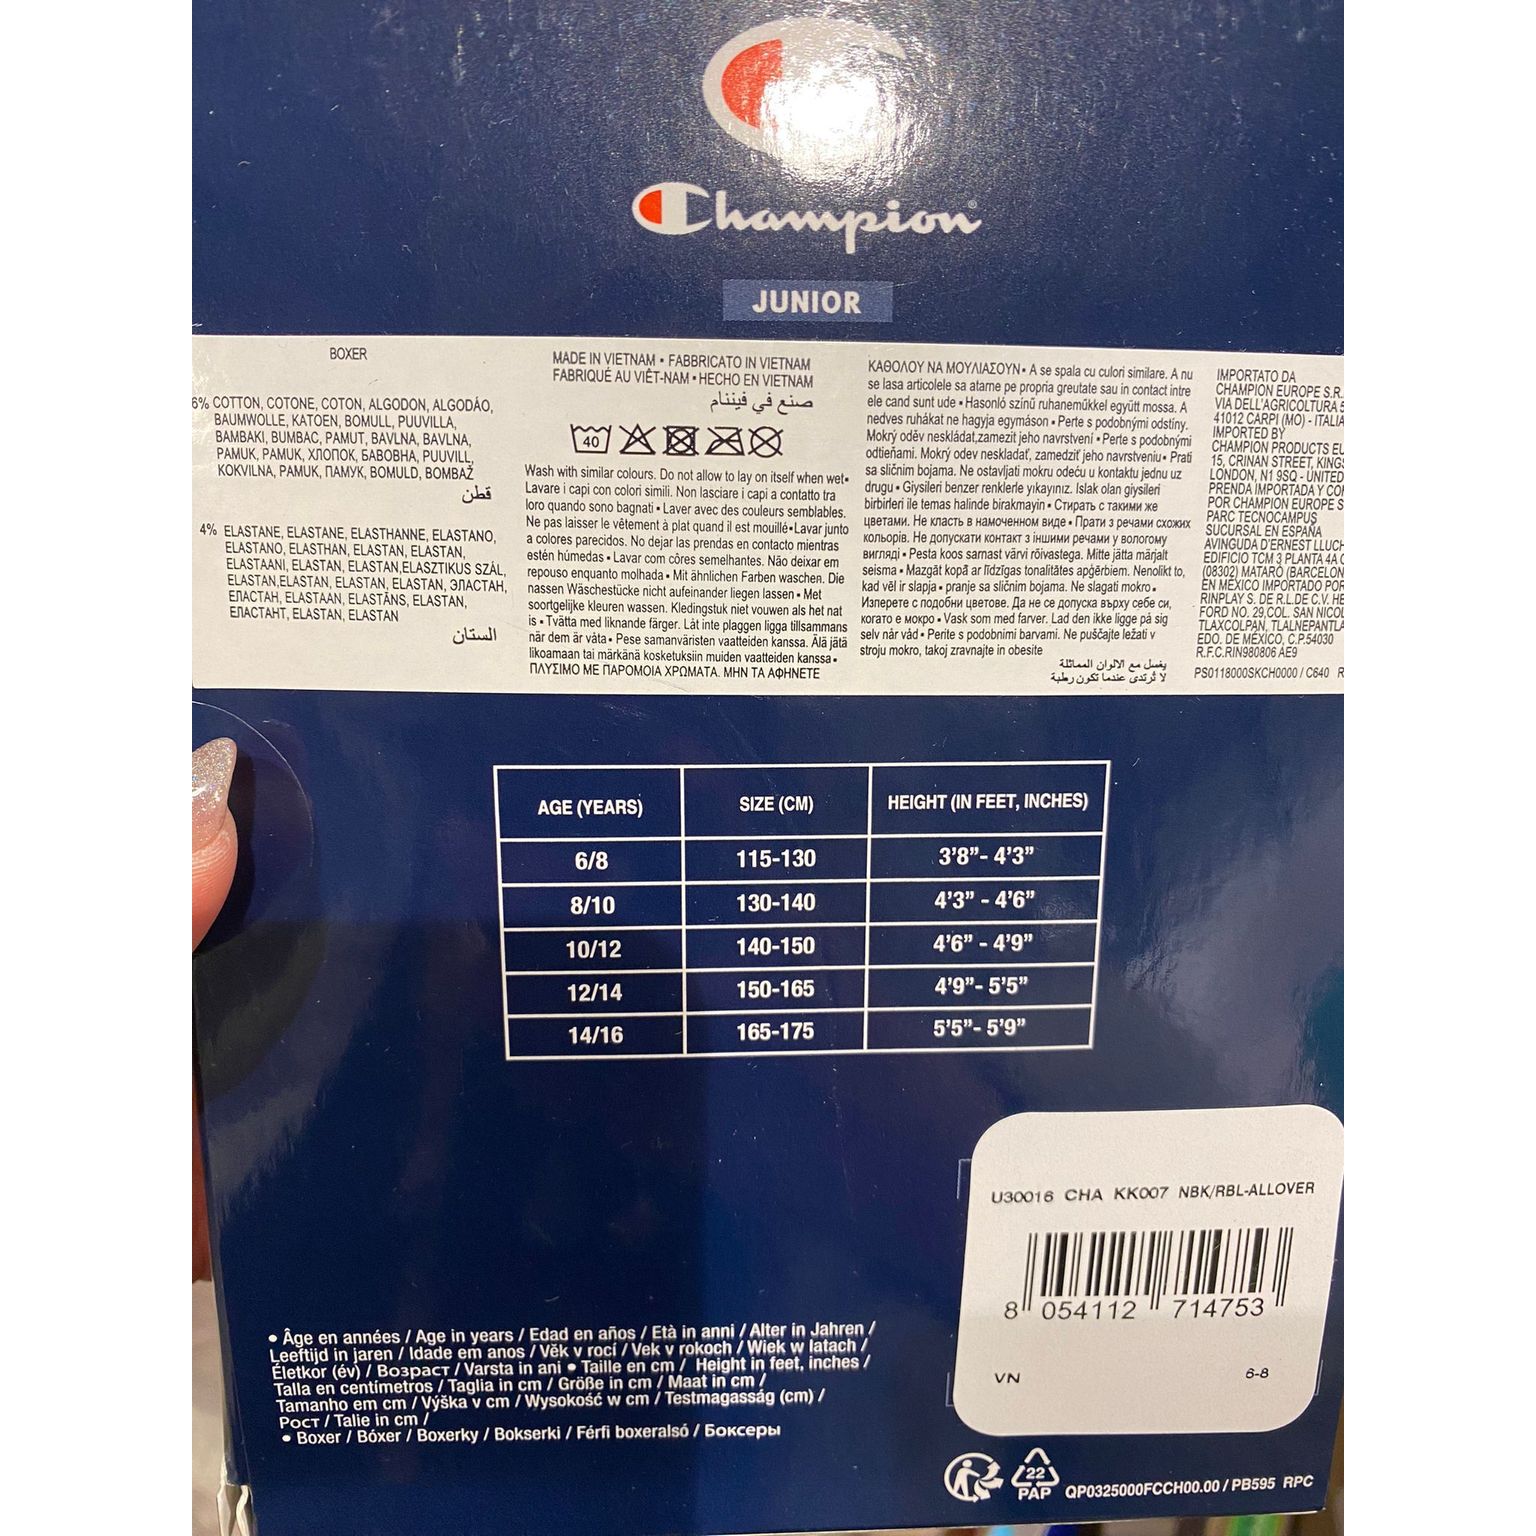 Champion®
JUNIOR
BOXER
6% COTTON, COTONE, COTON, ALGODON, ALGODÃO,
BAUMWOLLE, KATOEN, BOMULL, PUUVILLA,
BAMBAKI, BUMBAC, PAMUT, BAVLNA, BAVLNA,
PAMUK, PAMUK, ХЛОПОК, БАВОВНА, PUUVILL,
KOKVILNA, PAMUK, ПАМУК, BOMULD, BOMBAŽ
قطن
4% ELASTANE, ELASTANE, ELASTHANNE, ELASTANO,
ELASTANO, ELASTHAN, ELASTAN, ELASTAN,
ELASTAANI, ELASTAN, ELASTAN,ELASZTIKUS SZÁL,
ELASTAN,ELASTAN, ELASTAN, ELASTAN, ЭЛАСТАН,
ЕЛАСТАН, ELASTAAN, ELASTĀNS, ELASTAN,
ЕЛАСТАНТ, ELASTAN, ELASTAN
الستان
MADE IN VIETNAM • FABBRICATO IN VIETNAM
FABRIQUÉ AU VIÊT-NAM • HECHO EN VIETNAM
صنع في فيتنام
40
Wash with similar colours. Do not allow to lay on itself when wet•
Lavare i capi con colori simili. Non lasciare i capi a contatto tra
loro quando sono bagnati • Laver avec des couleurs semblables.
Ne pas laisser le vêtement à plat quand il est mouillé•Lavar junto
a colores parecidos. No dejar las prendas en contacto mientras
estén húmedas • Lavar com côres semelhantes. Não deixar em
repouso enquanto molhada • Mit ähnlichen Farben waschen. Die
nassen Wäschestücke nicht aufeinander liegen lassen • Met
soortgelijke kleuren wassen. Kledingstuk niet vouwen als het nat
is • Tvätta med liknande färger. Låt inte plaggen ligga tillsammans
när dem är våta • Pese samanväristen vaatteiden kanssa. Älä jätä
likoamaan tai märkänä kosketuksiin muiden vaatteiden kanssa •
ΠΛΥΣΙΜΟ ΜΕ ΠΑΡΟΜΟΙΑ ΧΡΩΜΑΤΑ. ΜΗΝ ΤΑ ΑΦΗΝΕΤΕ
ΚΑΘΟΛΟΥ ΝΑ ΜΟΥΛΙΑΣΟΥΝ • A se spala cu culori similare. A nu
se lasa articolele sa atarne pe propria greutate sau in contact intre
ele cand sunt ude • Hasonló színű ruhaneműkkel együtt mossa. A
nedves ruhákat ne hagyja egymáson • Perte s podobnými odstíny.
Mokrý oděv neskládat,zamezit jeho navrstvení • Perte s podobnými
odtieňami. Mokrý odev neskladať, zamedziť jeho navrstveniu • Prati
sa sličnim bojama. Ne ostavljati mokru odeću u kontaktu jednu uz
drugu • Giysileri benzer renklerle yıkayınız. Islak olan giysileri
birbirleri ile temas halinde birakmayin • Стирать с такими же
цветами. Не класть в намоченном виде • Прати з речами схожих
кольорів. Не допускати контакт з іншими речами у вологому
вигляді • Pesta koos sarnast värvi rõivastega. Mitte jätta märjalt
seisma • Mazgāt kopā ar līdzīgas tonalitātes apģērbiem. Nenolikt to,
kad vēl ir slapja • pranje sa sličnim bojama. Ne slagati mokro •
Изперете с подобни цветове. Да не се допуска върху себе си,
когато е мокро • Vask som med farver. Lad den ikke ligge på sig
selv når våd • Perite s podobnimi barvami. Ne puščajte ležati v
stroju mokro, takoj zravnajte in obesite
يغسل مع الالوان المماثلة
لا تُرتدى عندما تكون رطبة
IMPORTATO DA
CHAMPION EUROPE S.R.
VIA DELL'AGRICOLTURA 5
41012 CARPI (MO) - ITALIA
IMPORTED BY
CHAMPION PRODUCTS EU
15, CRINAN STREET, KINGS
LONDON, N1 9SQ - UNITED
PRENDA IMPORTADA Y CO
POR CHAMPION EUROPE S
PARC TECNOCAMPUS
SUCURSAL EN ESPAÑA
AVINGUDA D'ERNEST LLUCH
EDIFICIO TCM 3 PLANTA 4A
(08302) MATARÓ (BARCELON
EN MÉXICO IMPORTADO POR
RINPLAY S. DE R.L DE C.V. HE
FORD NO. 29,COL. SAN NICOL
TLAXCOLPAN, TLALNEPANTLA
EDO. DE MÉXICO, C.P.54030
R.F.C.RIN980806 AE9
PS0118000SKCH0000 / C640 R
AGE (YEARS) SIZE (CM) HEIGHT (IN FEET, INCHES)
6/8 115-130 3'8”- 4'3”
8/10 130-140 4'3” - 4'6”
10/12 140-150 4'6” - 4'9”
12/14 150-165 4'9”- 5'5”
14/16 165-175 5'5”- 5'9”
U30016 CHA KK007 NBK/RBL-ALLOVER
8 054112 714753
VN 6-8
• Âge en années / Age in years / Edad en años / Età in anni / Alter in Jahren /
Leeftijd in jaren / Idade em anos / Věk v rocí / Vek v rokoch / Wiek w latach /
Életkor (év) / Возраст / Varsta in ani • Taille en cm / Height in feet, inches /
Talla en centímetros / Taglia in cm / Größe in cm / Maat in cm /
Tamanho em cm / Výška v cm / Wysokość w cm / Testmagasság (cm) /
Рост / Talie in cm /
• Boxer / Bóxer / Boxerky / Bokserki / Férfi boxeralsó / Боксеры
22
PAP
QP0325000FCCH00.00 / PB595 RPC